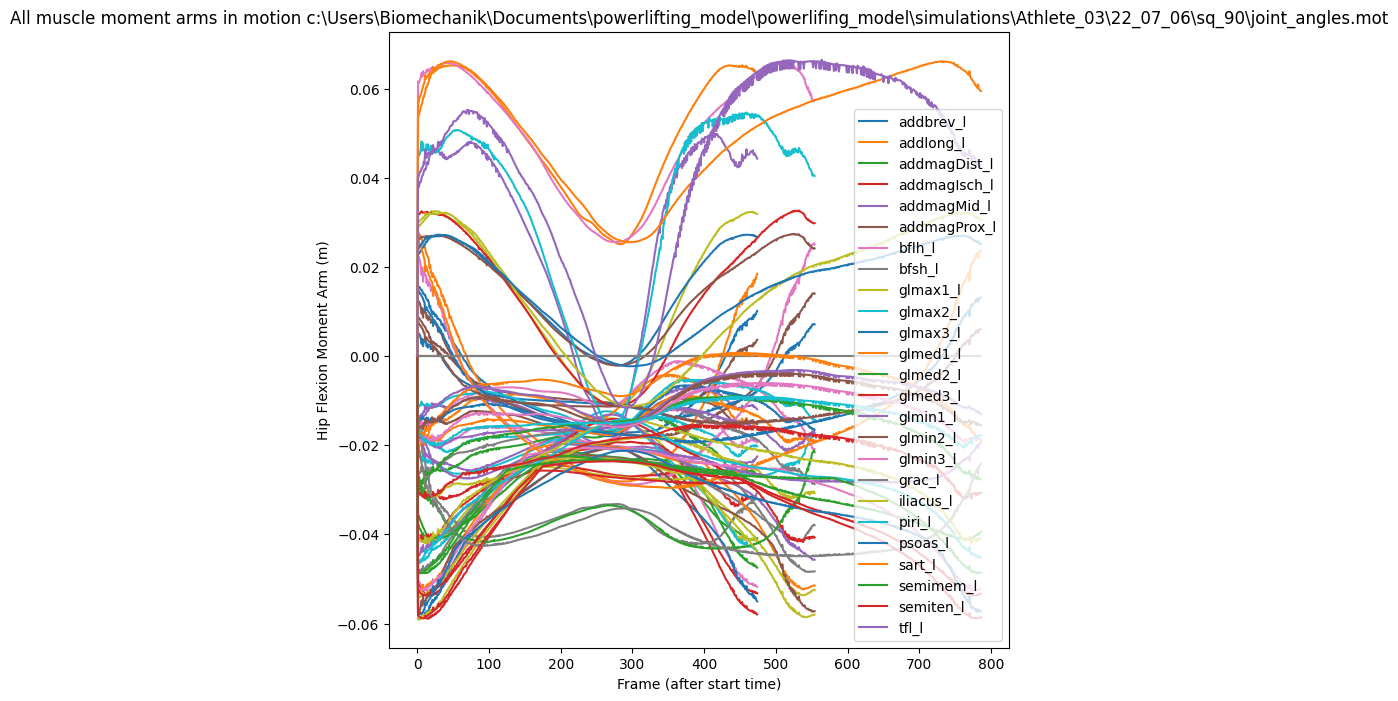 All muscle moment arms in motion c:\Users\Biomechanik\Documents\powerlifting_model\powerlifing_model\simulations\Athlete_03\22_07_06\sq_90\joint_angles.mot
Hip Flexion Moment Arm (m)
0.06
0.04
0.02
0.00
−0.02
−0.04
−0.06
addbrev_l
addlong_l
addmagDist_l
addmagIsch_l
addmagMid_l
addmagProx_l
bflh_l
bfsh_l
glmax1_l
glmax2_l
glmax3_l
glmed1_l
glmed2_l
glmed3_l
glmin1_l
glmin2_l
glmin3_l
grac_l
iliacus_l
piri_l
psoas_l
sart_l
semimem_l
semiten_l
tfl_l
0 100 200 300 400 500 600 700 800
Frame (after start time)